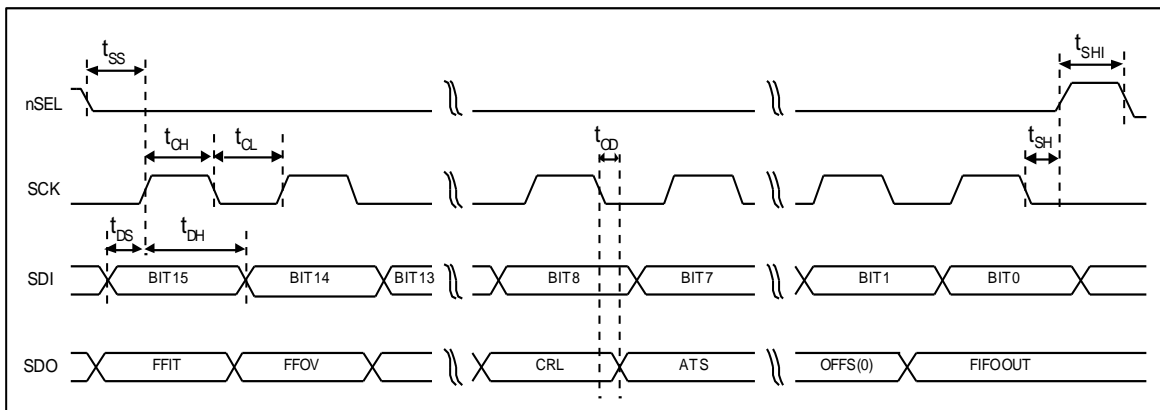 tSS
tSHI
nSEL
tCH
tCL
tOD
tSH
SCK
tDS
tDH
SDI
BIT15
BIT14
BIT13
BIT8
BIT7
BIT1
BIT0
SDO
FFIT
FFOV
CRL
ATS
OFFS(0)
FIFOOUT